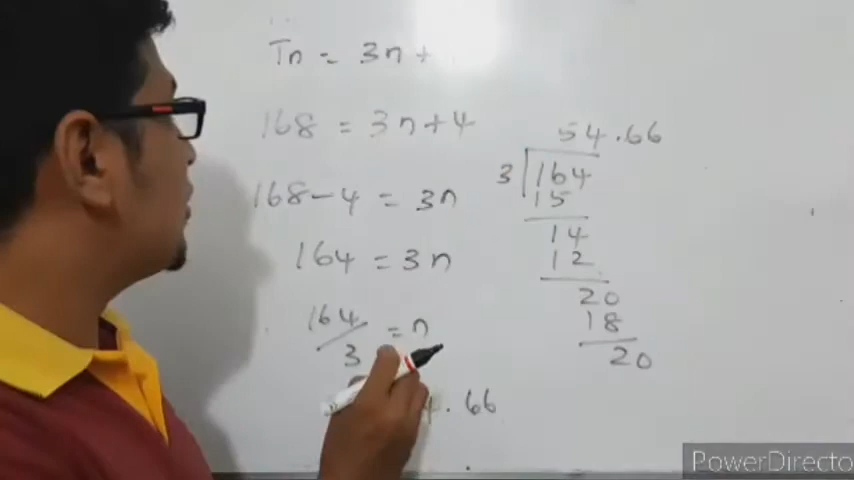 Tn = 3n +
168 = 3n + 4
168 - 4 = 3n
164 = 3n
164/3 = n
4.66
54.66
3 164
15
14
12
20
18
20
PowerDirecto